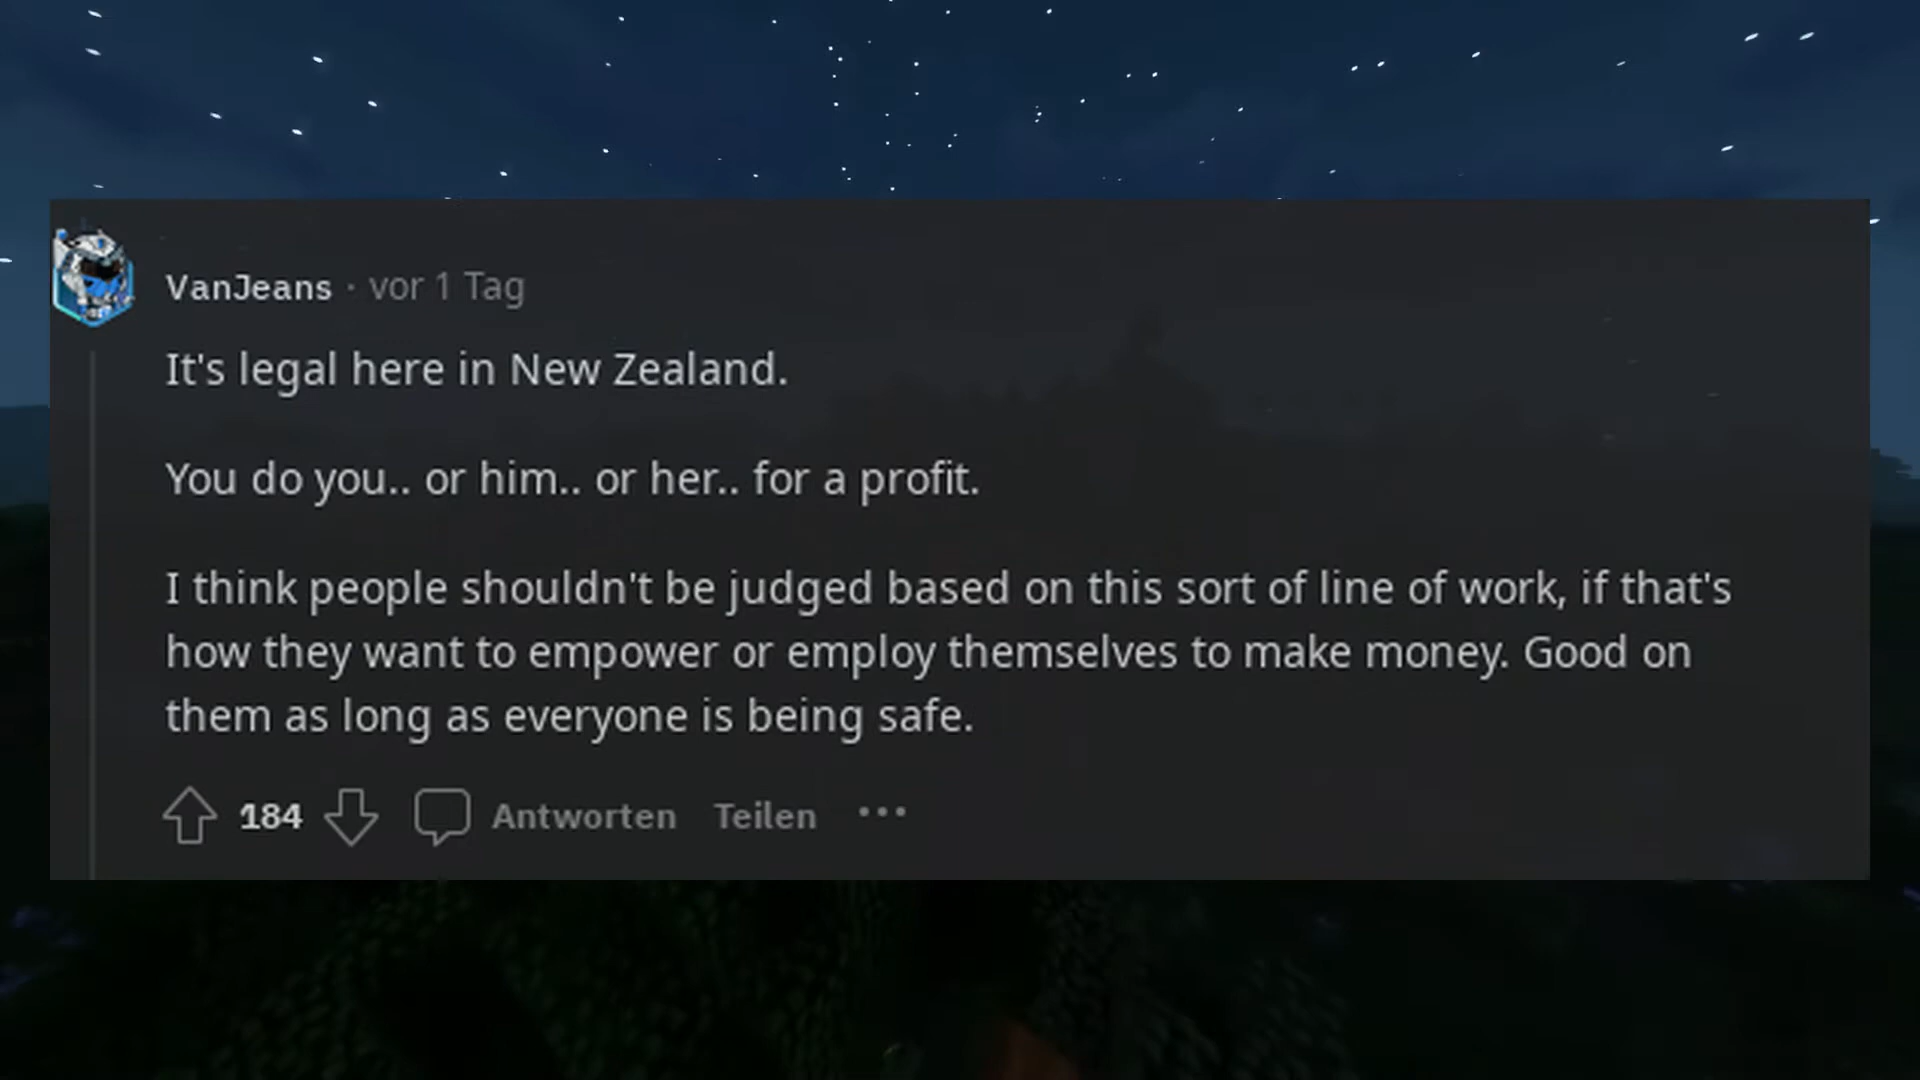 VanJeans · vor 1 Tag
It's legal here in New Zealand.
You do you.. or him.. or her.. for a profit.
I think people shouldn't be judged based on this sort of line of work, if that's
how they want to empower or employ themselves to make money. Good on
them as long as everyone is being safe.
184 Antworten Teilen •••